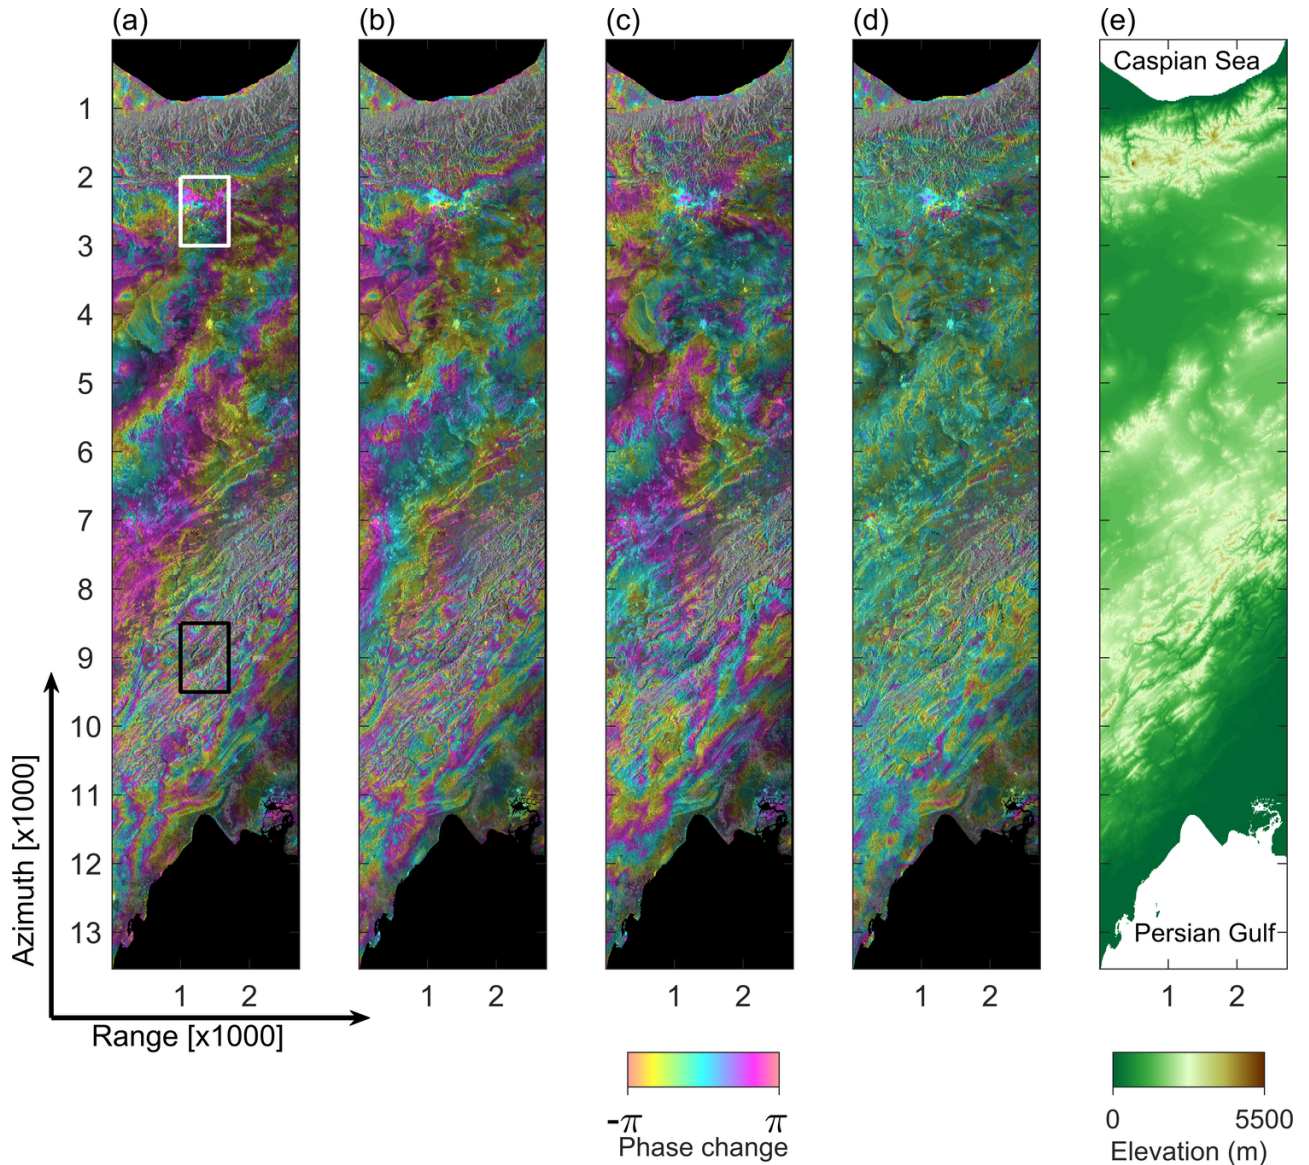 (a) (b) (c) (d) (e)
Caspian Sea
1
2
3
4
5
6
7
8
9
10
11
12
13
Persian Gulf
Azimuth [x1000]
1 2 1 2 1 2 1 2 1 2
Range [x1000]
-π π
Phase change
0 5500
Elevation (m)